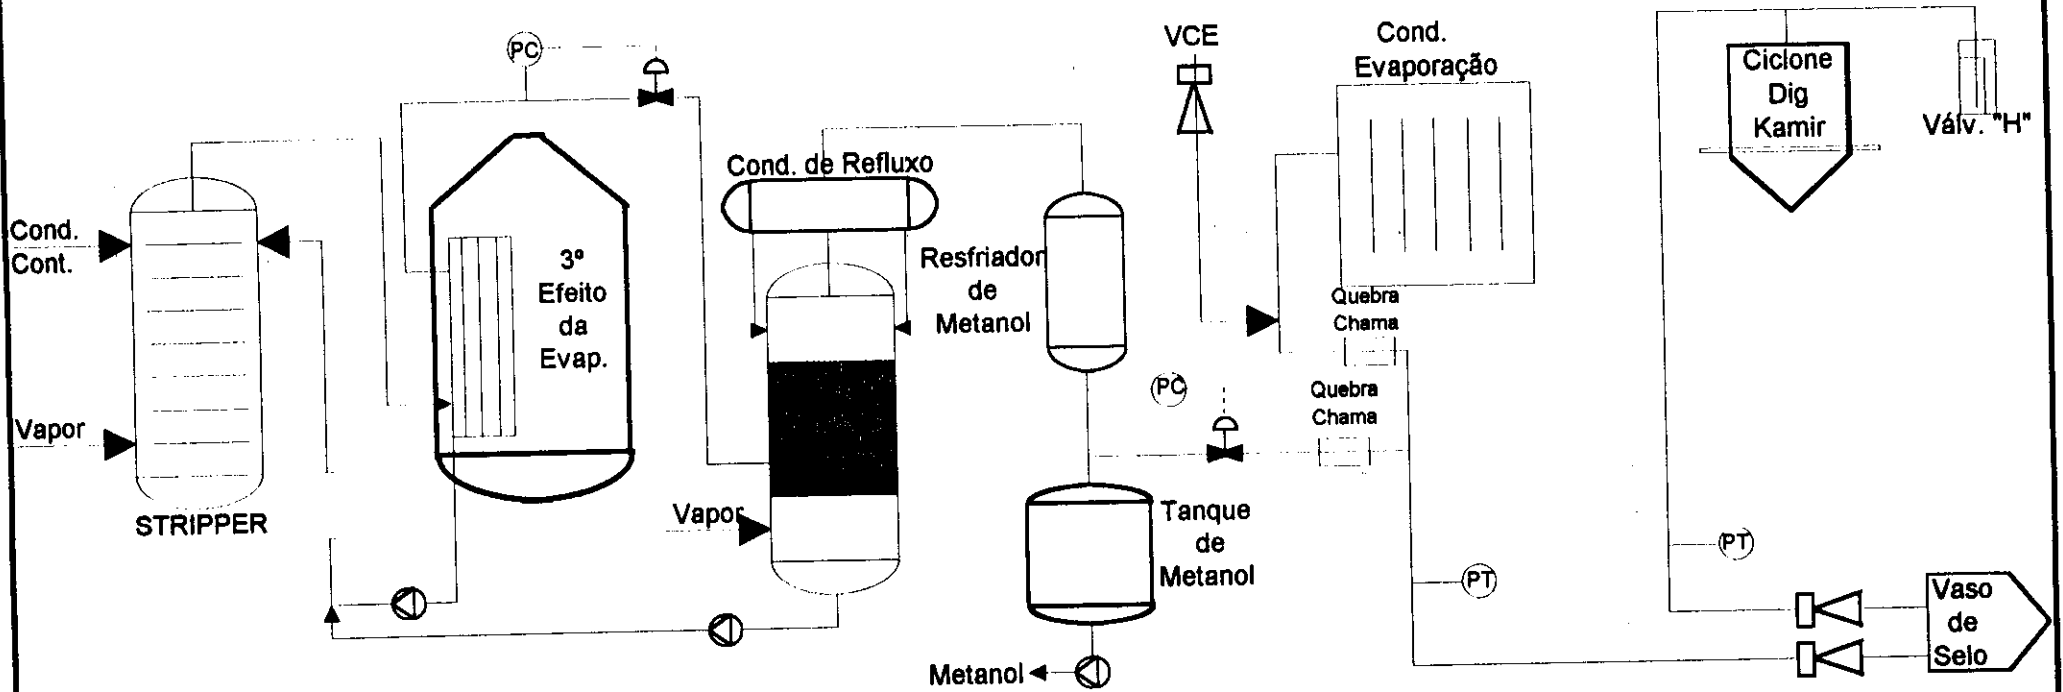 PC
VCE
Cond.
Evaporação
Ciclone
Dig
Kamir
Válv. "H"
Cond. de Refluxo
Cond.
Cont.
3º
Efeito
da
Evap.
Resfriador
de
Metanol
Quebra
Chama
PC
Quebra
Chama
Vapor
STRIPPER
Vapor
Tanque
de
Metanol
PT
PT
Vaso
de
Selo
Metanol